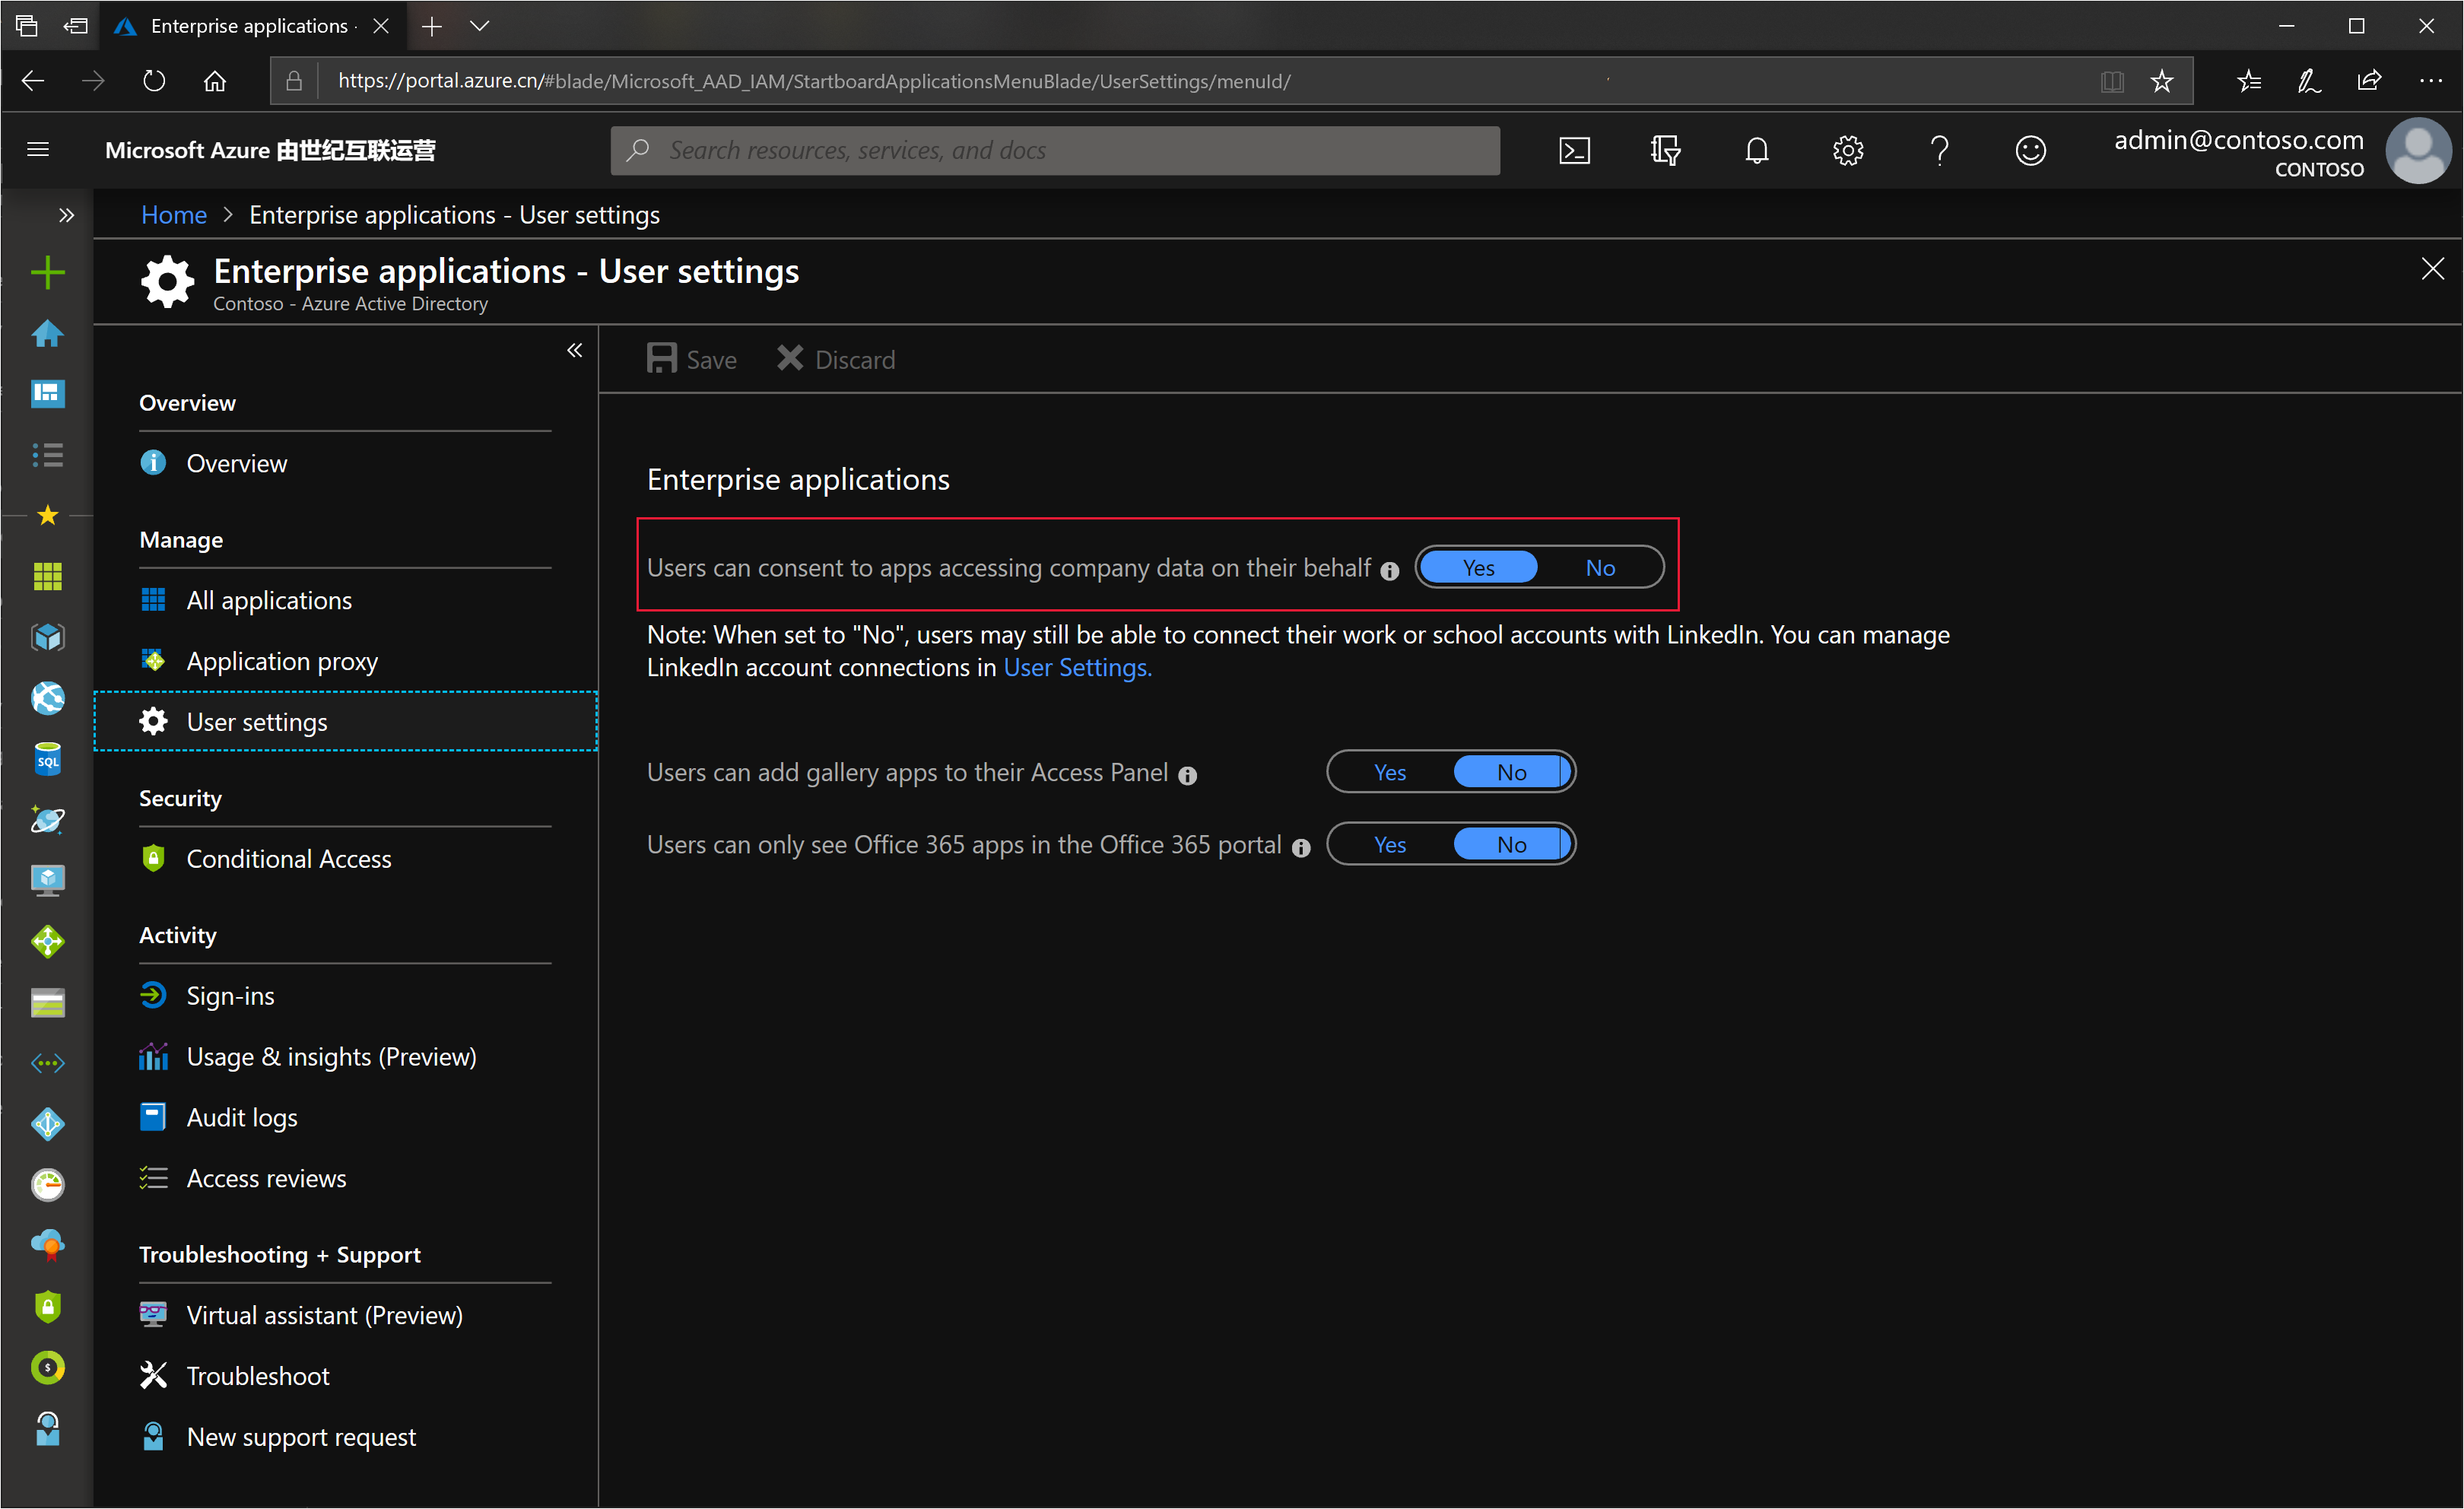 Enterprise applications ·
https://portal.azure.cn/#blade/Microsoft_AAD_IAM/StartboardApplicationsMenuBlade/UserSettings/menuId/
Microsoft Azure 由世纪互联运营
Search resources, services, and docs
admin@contoso.com
CONTOSO
Home > Enterprise applications - User settings
Enterprise applications - User settings
Contoso - Azure Active Directory
Save Discard
Overview
Overview
Manage
All applications
Application proxy
User settings
Security
Conditional Access
Activity
Sign-ins
Usage & insights (Preview)
Audit logs
Access reviews
Troubleshooting + Support
Virtual assistant (Preview)
Troubleshoot
New support request
SQL
Enterprise applications
Users can consent to apps accessing company data on their behalf Yes No
Note: When set to "No", users may still be able to connect their work or school accounts with LinkedIn. You can manage
LinkedIn account connections in User Settings.
Users can add gallery apps to their Access Panel Yes No
Users can only see Office 365 apps in the Office 365 portal Yes No